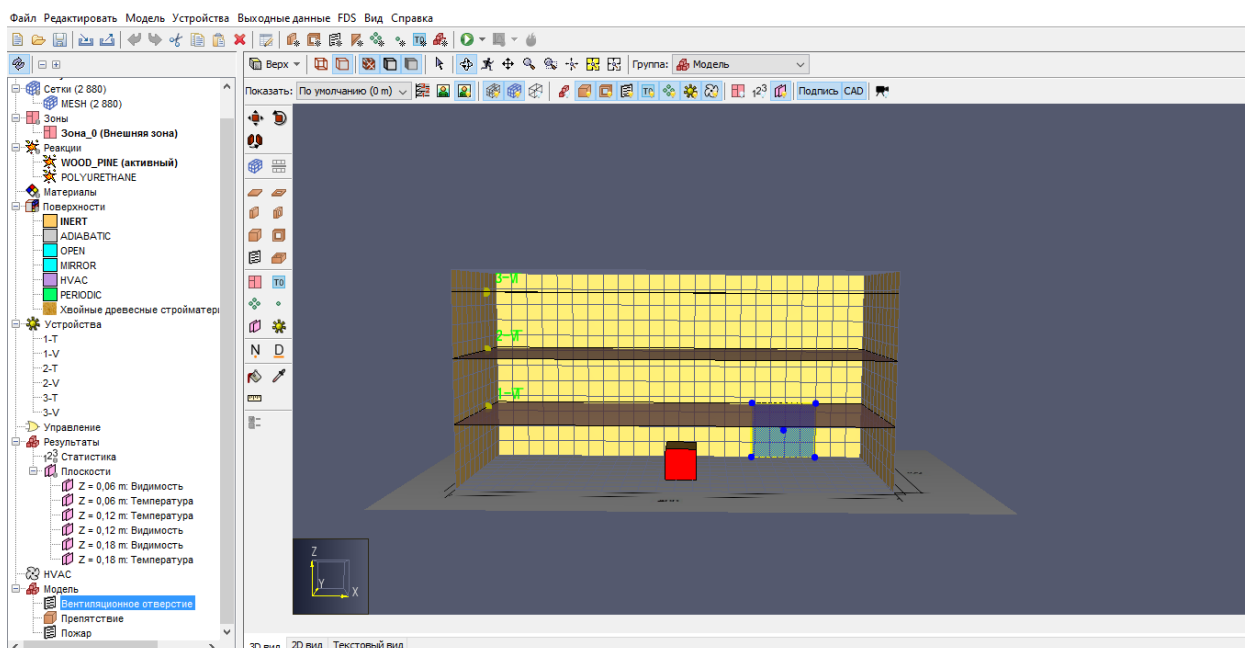 Файл Редактировать Модель Устройства Выходные данные FDS Вид Справка
Верх
Группа: Модель
Показать: По умолчанию (0 m)
Подпись CAD
Сетки (2 880)
MESH (2 880)
Зоны
Зона_0 (Внешняя зона)
Реакции
WOOD_PINE (активный)
POLYURETHANE
Материалы
Поверхности
INERT
ADIABATIC
OPEN
MIRROR
HVAC
PERIODIC
Хвойные древесные стройматери
Устройства
1-T
1-V
2-T
2-V
3-T
3-V
Управление
Результаты
Статистика
Плоскости
Z = 0,06 m: Видимость
Z = 0,06 m: Температура
Z = 0,12 m: Температура
Z = 0,12 m: Видимость
Z = 0,18 m: Видимость
Z = 0,18 m: Температура
HVAC
Модель
Вентиляционное отверстие
Препятствие
Пожар
Z
Y
X
3D вид 2D вид Текстовый вид